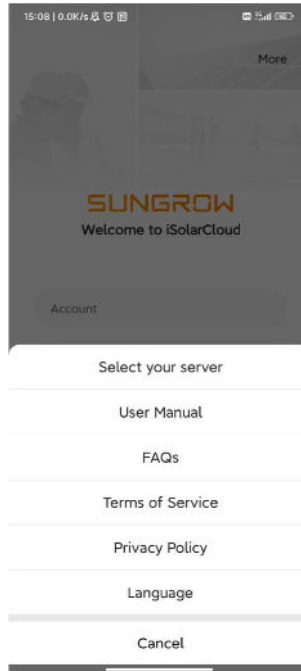 15:08 | 0.0K/s
More
SUNGROW
Welcome to iSolarCloud
Account
Select your server
User Manual
FAQs
Terms of Service
Privacy Policy
Language
Cancel